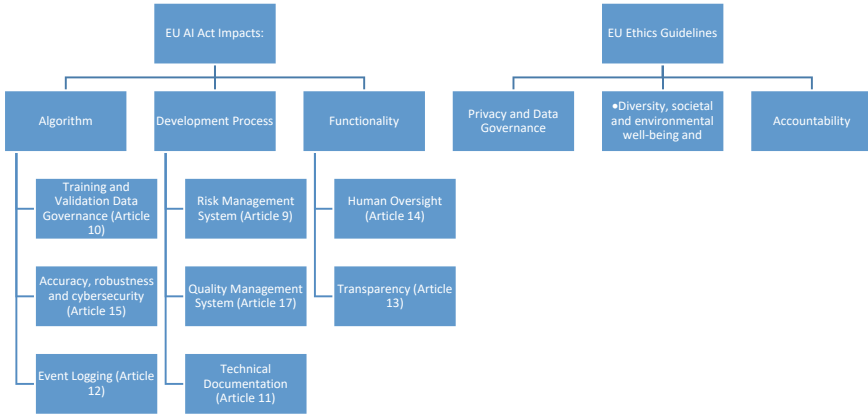 EU AI Act Impacts:
EU Ethics Guidelines
Algorithm
Development Process
Functionality
Privacy and Data
Governance
•Diversity, societal
and environmental
well-being and
Accountability
Training and
Validation Data
Governance (Article
10)
Risk Management
System (Article 9)
Human Oversight
(Article 14)
Accuracy, robustness
and cybersecurity
(Article 15)
Quality Management
System (Article 17)
Transparency (Article
13)
Event Logging (Article
12)
Technical
Documentation
(Article 11)